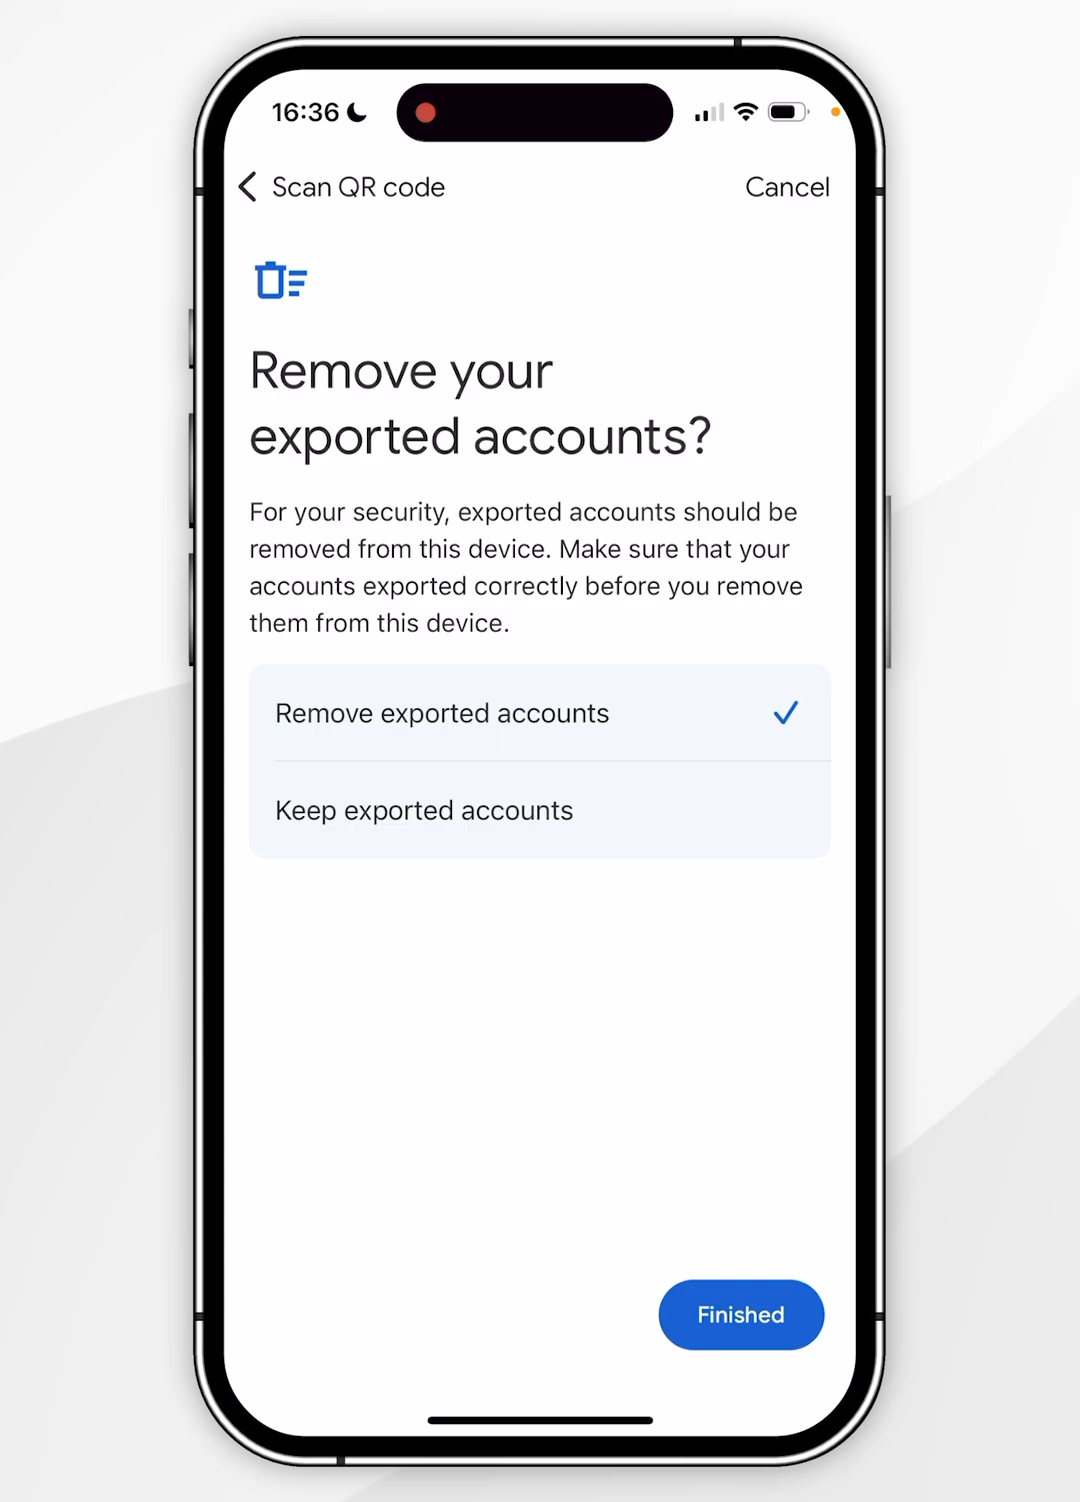 16:36
Scan QR code
Cancel
Remove your
exported accounts?
For your security, exported accounts should be
removed from this device. Make sure that your
accounts exported correctly before you remove
them from this device.
Remove exported accounts
Keep exported accounts
Finished